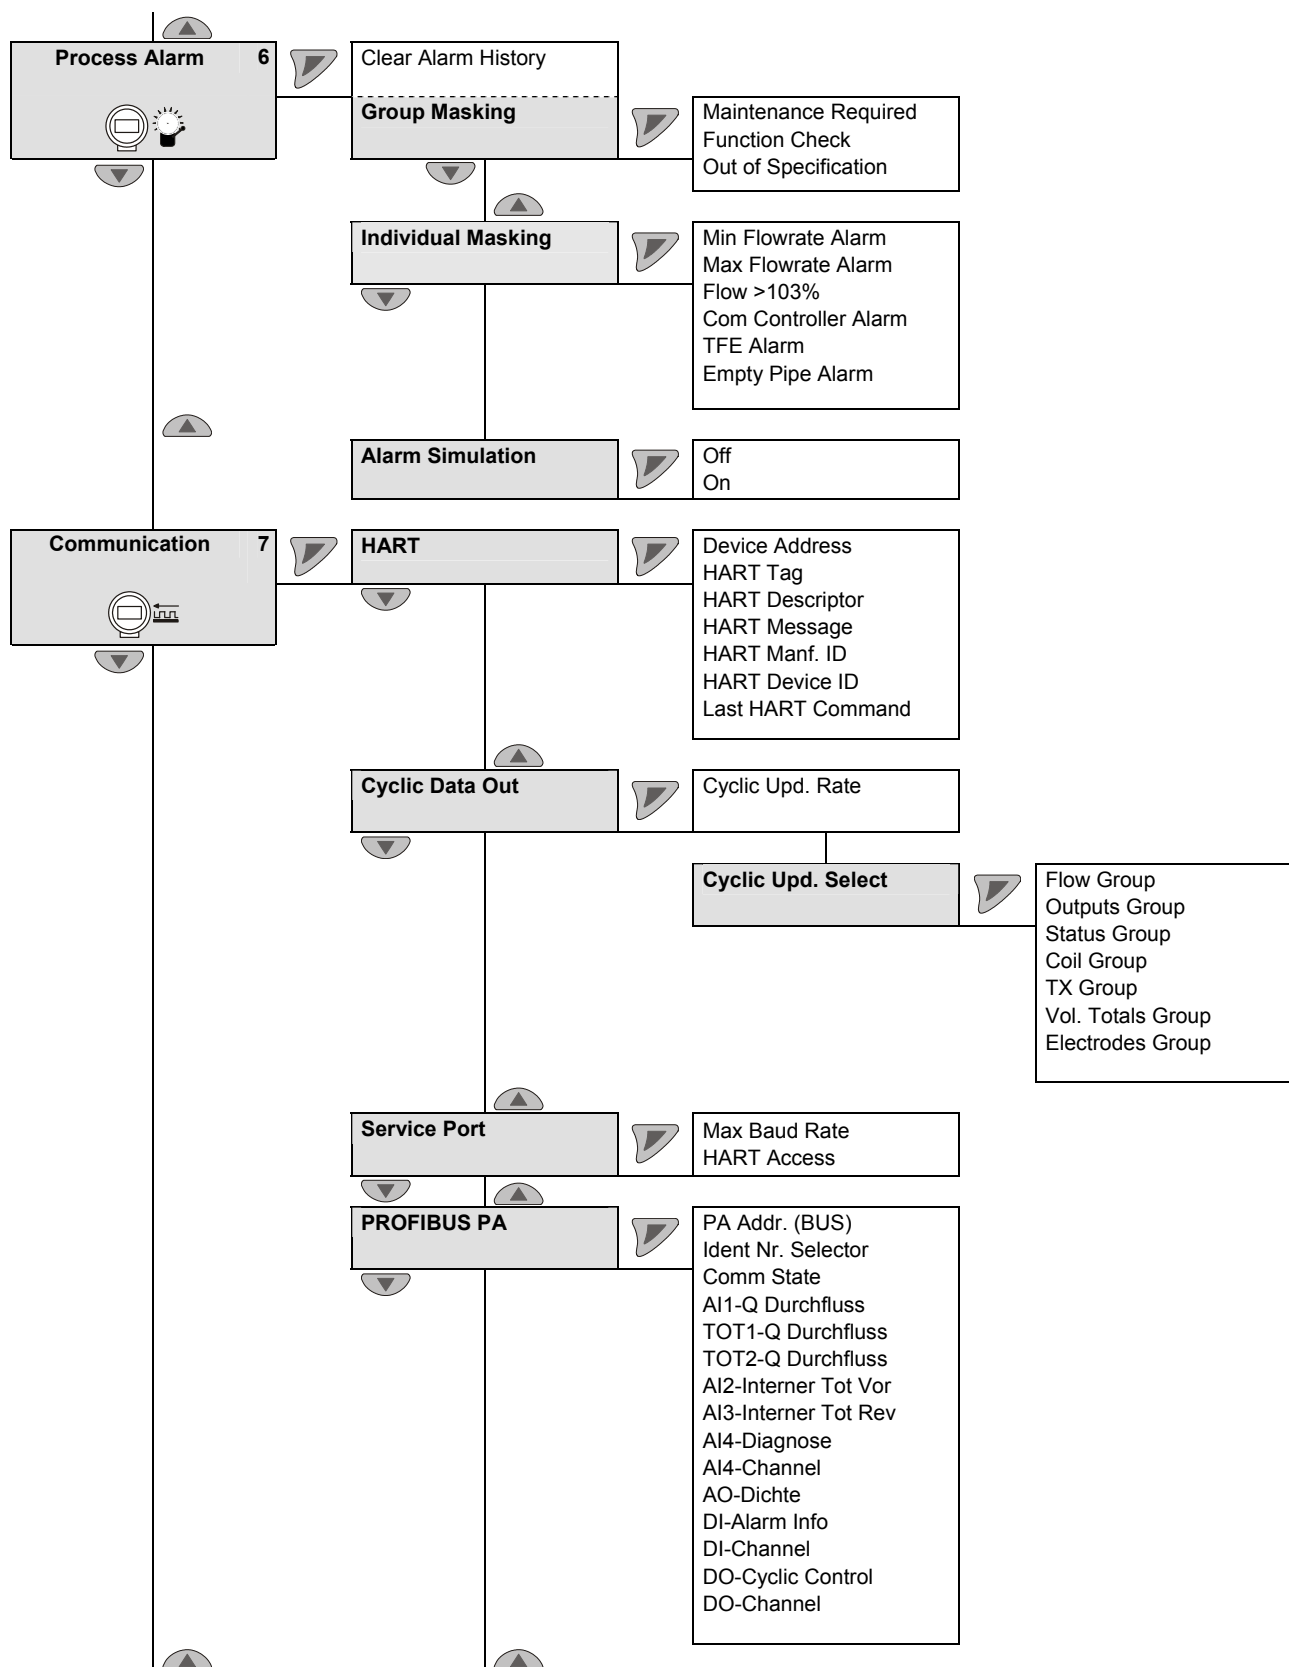 Process Alarm 6
Clear Alarm History
Group Masking
Maintenance Required
Function Check
Out of Specification
Individual Masking
Min Flowrate Alarm
Max Flowrate Alarm
Flow >103%
Com Controller Alarm
TFE Alarm
Empty Pipe Alarm
Alarm Simulation
Off
On
Communication 7
HART
Device Address
HART Tag
HART Descriptor
HART Message
HART Manf. ID
HART Device ID
Last HART Command
Cyclic Data Out
Cyclic Upd. Rate
Cyclic Upd. Select
Flow Group
Outputs Group
Status Group
Coil Group
TX Group
Vol. Totals Group
Electrodes Group
Service Port
Max Baud Rate
HART Access
PROFIBUS PA
PA Addr. (BUS)
Ident Nr. Selector
Comm State
AI1-Q Durchfluss
TOT1-Q Durchfluss
TOT2-Q Durchfluss
AI2-Interner Tot Vor
AI3-Interner Tot Rev
AI4-Diagnose
AI4-Channel
AO-Dichte
DI-Alarm Info
DI-Channel
DO-Cyclic Control
DO-Channel